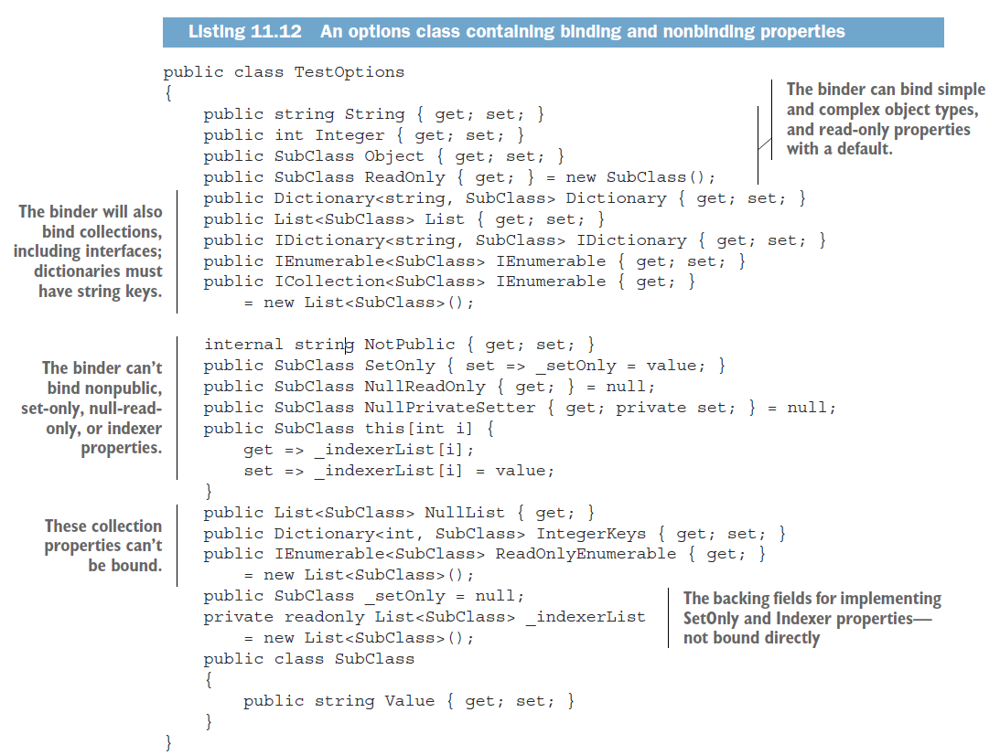 Listing 11.12 An options class containing binding and nonbinding properties
public class TestOptions
{
    public string String { get; set; }
    public int Integer { get; set; }
    public SubClass Object { get; set; }
    public SubClass ReadOnly { get; } = new SubClass();
The binder can bind simple
and complex object types,
and read-only properties
with a default.
    public Dictionary<string, SubClass> Dictionary { get; set; }
    public List<SubClass> List { get; set; }
    public IDictionary<string, SubClass> IDictionary { get; set; }
    public IEnumerable<SubClass> IEnumerable { get; set; }
    public ICollection<SubClass> IEnumerable { get; }
        = new List<SubClass>();
The binder will also
bind collections,
including interfaces;
dictionaries must
have string keys.
    internal string NotPublic { get; set; }
    public SubClass SetOnly { set => _setOnly = value; }
    public SubClass NullReadOnly { get; } = null;
    public SubClass NullPrivateSetter { get; private set; } = null;
    public SubClass this[int i] {
        get => _indexerList[i];
        set => _indexerList[i] = value;
    }
The binder can't
bind nonpublic,
set-only, null-read-
only, or indexer
properties.
    public List<SubClass> NullList { get; }
    public Dictionary<int, SubClass> IntegerKeys { get; set; }
    public IEnumerable<SubClass> ReadOnlyEnumerable { get; }
        = new List<SubClass>();
These collection
properties can't
be bound.
    public SubClass _setOnly = null;
    private readonly List<SubClass> _indexerList
        = new List<SubClass>();
The backing fields for implementing
SetOnly and Indexer properties—
not bound directly
    public class SubClass
    {
        public string Value { get; set; }
    }
}